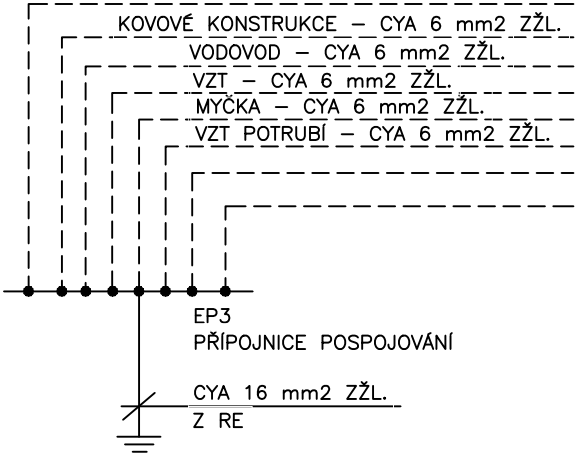 KOVOVÉ KONSTRUKCE – CYA 6 mm2 ZŽL.
VODOVOD – CYA 6 mm2 ZŽL.
VZT – CYA 6 mm2 ZŽL.
MYČKA – CYA 6 mm2 ZŽL.
VZT POTRUBÍ – CYA 6 mm2 ZŽL.
EP3
PŘÍPOJNICE POSPOJOVÁNÍ
CYA 16 mm2 ZŽL.
Z RE